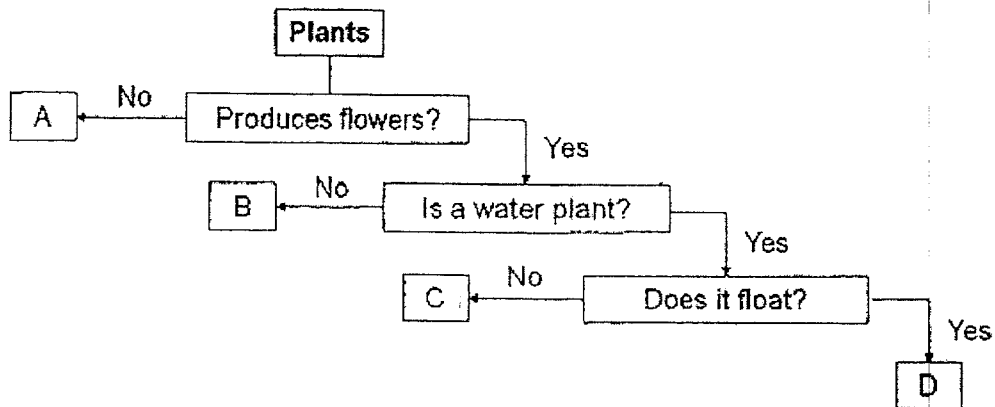 Plants
No
A
Produces flowers?
Yes
No
B
Is a water plant?
Yes
No
C
Does it float?
Yes
D